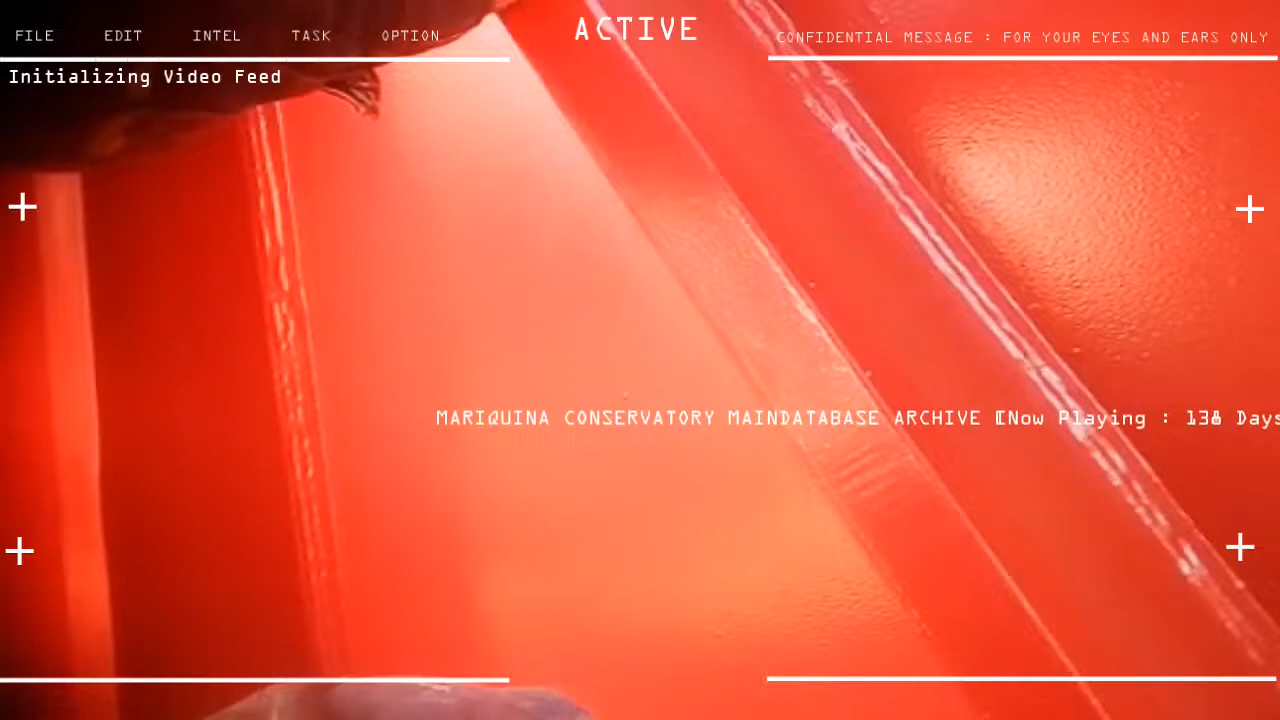 FILE EDIT INTEL TASK OPTION
ACTIVE
CONFIDENTIAL MESSAGE : FOR YOUR EYES AND EARS ONLY
Initializing Video Feed
MARIQUINA CONSERVATORY MAINDATABASE ARCHIVE Now Playing : Days